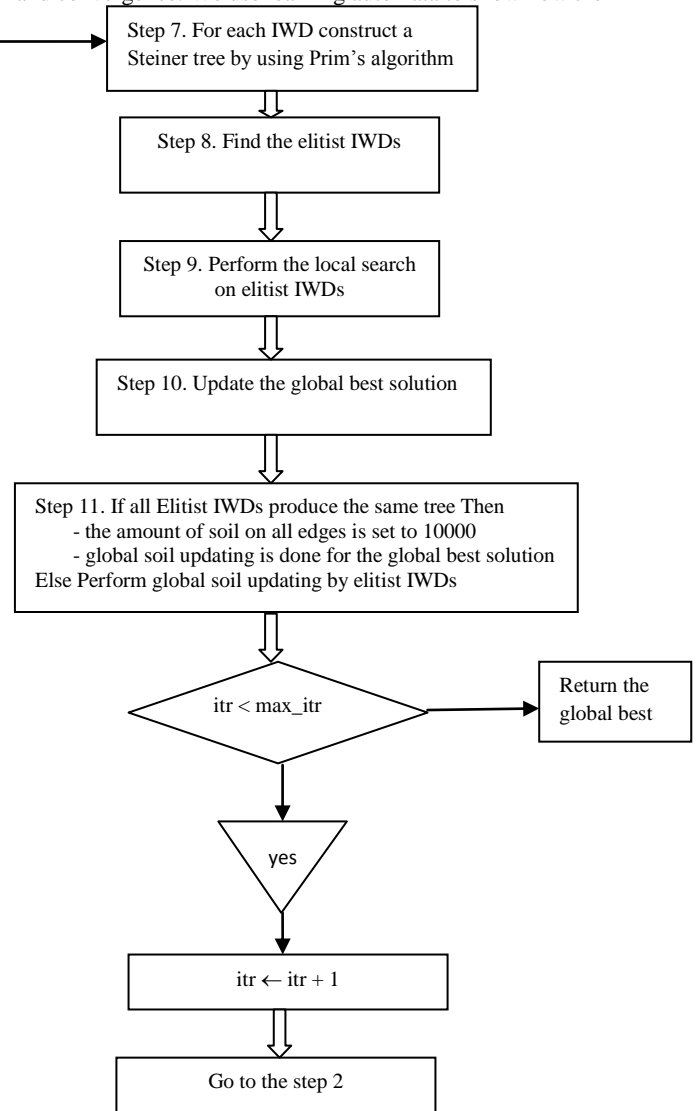 Step 7. For each IWD construct a
Steiner tree by using Prim's algorithm
Step 8. Find the elitist IWDs
Step 9. Perform the local search
on elitist IWDs
Step 10. Update the global best solution
Step 11. If all Elitist IWDs produce the same tree Then
- the amount of soil on all edges is set to 10000
- global soil updating is done for the global best solution
Else Perform global soil updating by elitist IWDs
itr < max_itr
Return the
global best
yes
itr ← itr + 1
Go to the step 2